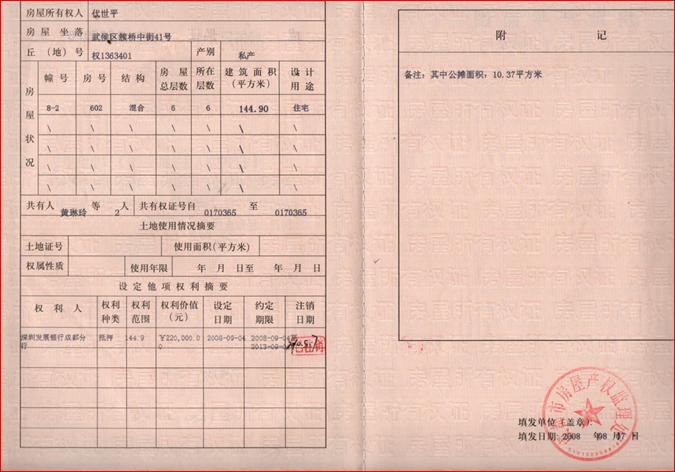 房屋所有权人 伍世平
房屋坐落 武侯区簇桥中街41号
丘（地）号 权1363401 产别 私产
房屋状况
幢号 房号 结构 房屋总层数 所在层数 建筑面积（平方米） 设计用途
8-2 602 混合 6 6 144.90 住宅
\ \ \ \ \ \ \
\ \ \ \ \ \ \
\ \ \ \ \ \ \
\ \ \ \ \ \ \
共有人 黄琳玲 等 2 人 共有权证号自 0170365 至 0170365
土地使用情况摘要
土地证号 使用面积（平方米）
权属性质 使用年限 年 月 日至 年 月 日
设定他项权利摘要
权利人 权利种类 权利范围 权利价值（元） 设定日期 约定期限 注销日期
深圳发展银行成都分行 抵押 144.9 ¥220,000.00 2008-09-04 2008-09-04至
附记
备注：其中公摊面积：10.37平方米
市房屋产权监理
填发单位（盖章）：
填发日期：2008 年08 月17 日